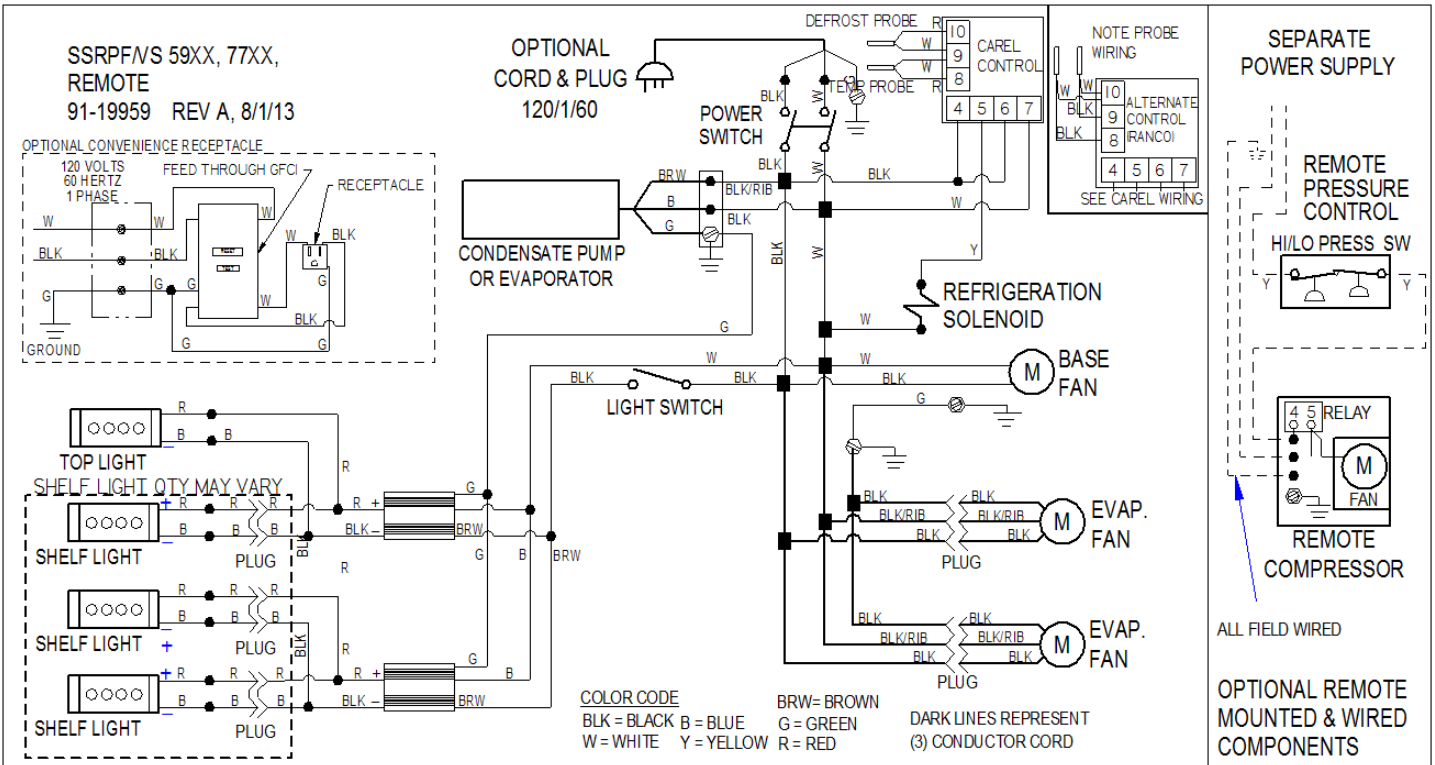 SSRPF/VS 59XX, 77XX,
REMOTE
91-19959 REV A, 8/1/13
OPTIONAL CONVENIENCE RECEPTACLE
120 VOLTS
60 HERTZ
1 PHASE
FEED THROUGH GFCI
RECEPTACLE
W
W
W
W
BLK
BLK
BLK
RESET
TEST
G
G
G
G
W
BLK
G
G
GROUND
OPTIONAL
CORD & PLUG
120/1/60
POWER
SWITCH
BLK
W
G
DEFROST PROBE
R
W
W
TEMP PROBE
R
10
9
8
CAREL
CONTROL
4 5 6 7
NOTE PROBE
WIRING
W
W
BLK
BLK
10
9
8
ALTERNATE
CONTROL
(RANCO)
4 5 6 7
SEE CAREL WIRING
CONDENSATE PUMP
OR EVAPORATOR
BRW
B
G
BLK/RIB
BLK
BLK
W
BLK
W
BLK
W
Y
G
REFRIGERATION
SOLENOID
W
W
W
BLK
BLK
BLK
LIGHT SWITCH
M
BASE
FAN
G
TOP LIGHT
R
B
B
R
SHELF LIGHT QTY MAY VARY
SHELF LIGHT
+ R R R R +
– B B B BLK –
PLUG
BLK
R
G
BRW
G
B
BRW
SHELF LIGHT
R R R
– B B B
+
PLUG
BLK
R
SHELF LIGHT
+ R R R R +
– B B B BLK –
PLUG
G
B
BRW
BLK BLK
BLK/RIB BLK/RIB
BLK BLK
PLUG
M
EVAP.
FAN
BLK BLK
BLK/RIB BLK/RIB
BLK BLK
PLUG
M
EVAP.
FAN
COLOR CODE
BLK = BLACK B = BLUE
W = WHITE Y = YELLOW
BRW= BROWN
G = GREEN
R = RED
DARK LINES REPRESENT
(3) CONDUCTOR CORD
SEPARATE
POWER SUPPLY
REMOTE
PRESSURE
CONTROL
HI/LO PRESS SW
Y
Y
4 5 RELAY
M
FAN
REMOTE
COMPRESSOR
ALL FIELD WIRED
OPTIONAL REMOTE
MOUNTED & WIRED
COMPONENTS